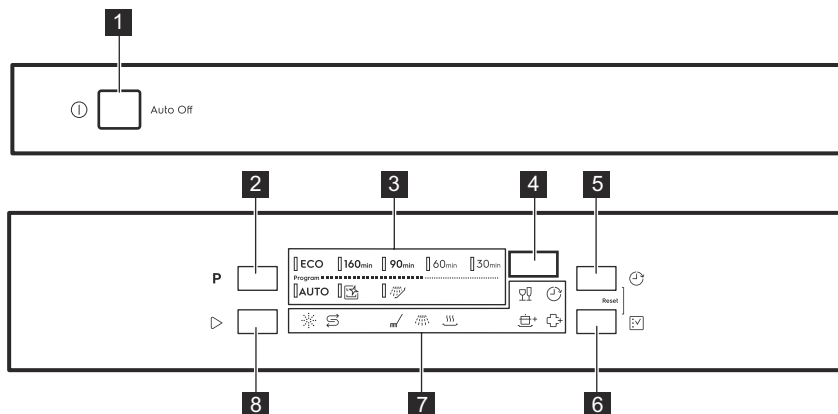 1
Auto Off
2 3 4 5
P ECO 160min 90min 60min 30min
Program
AUTO
Reset
8 7 6